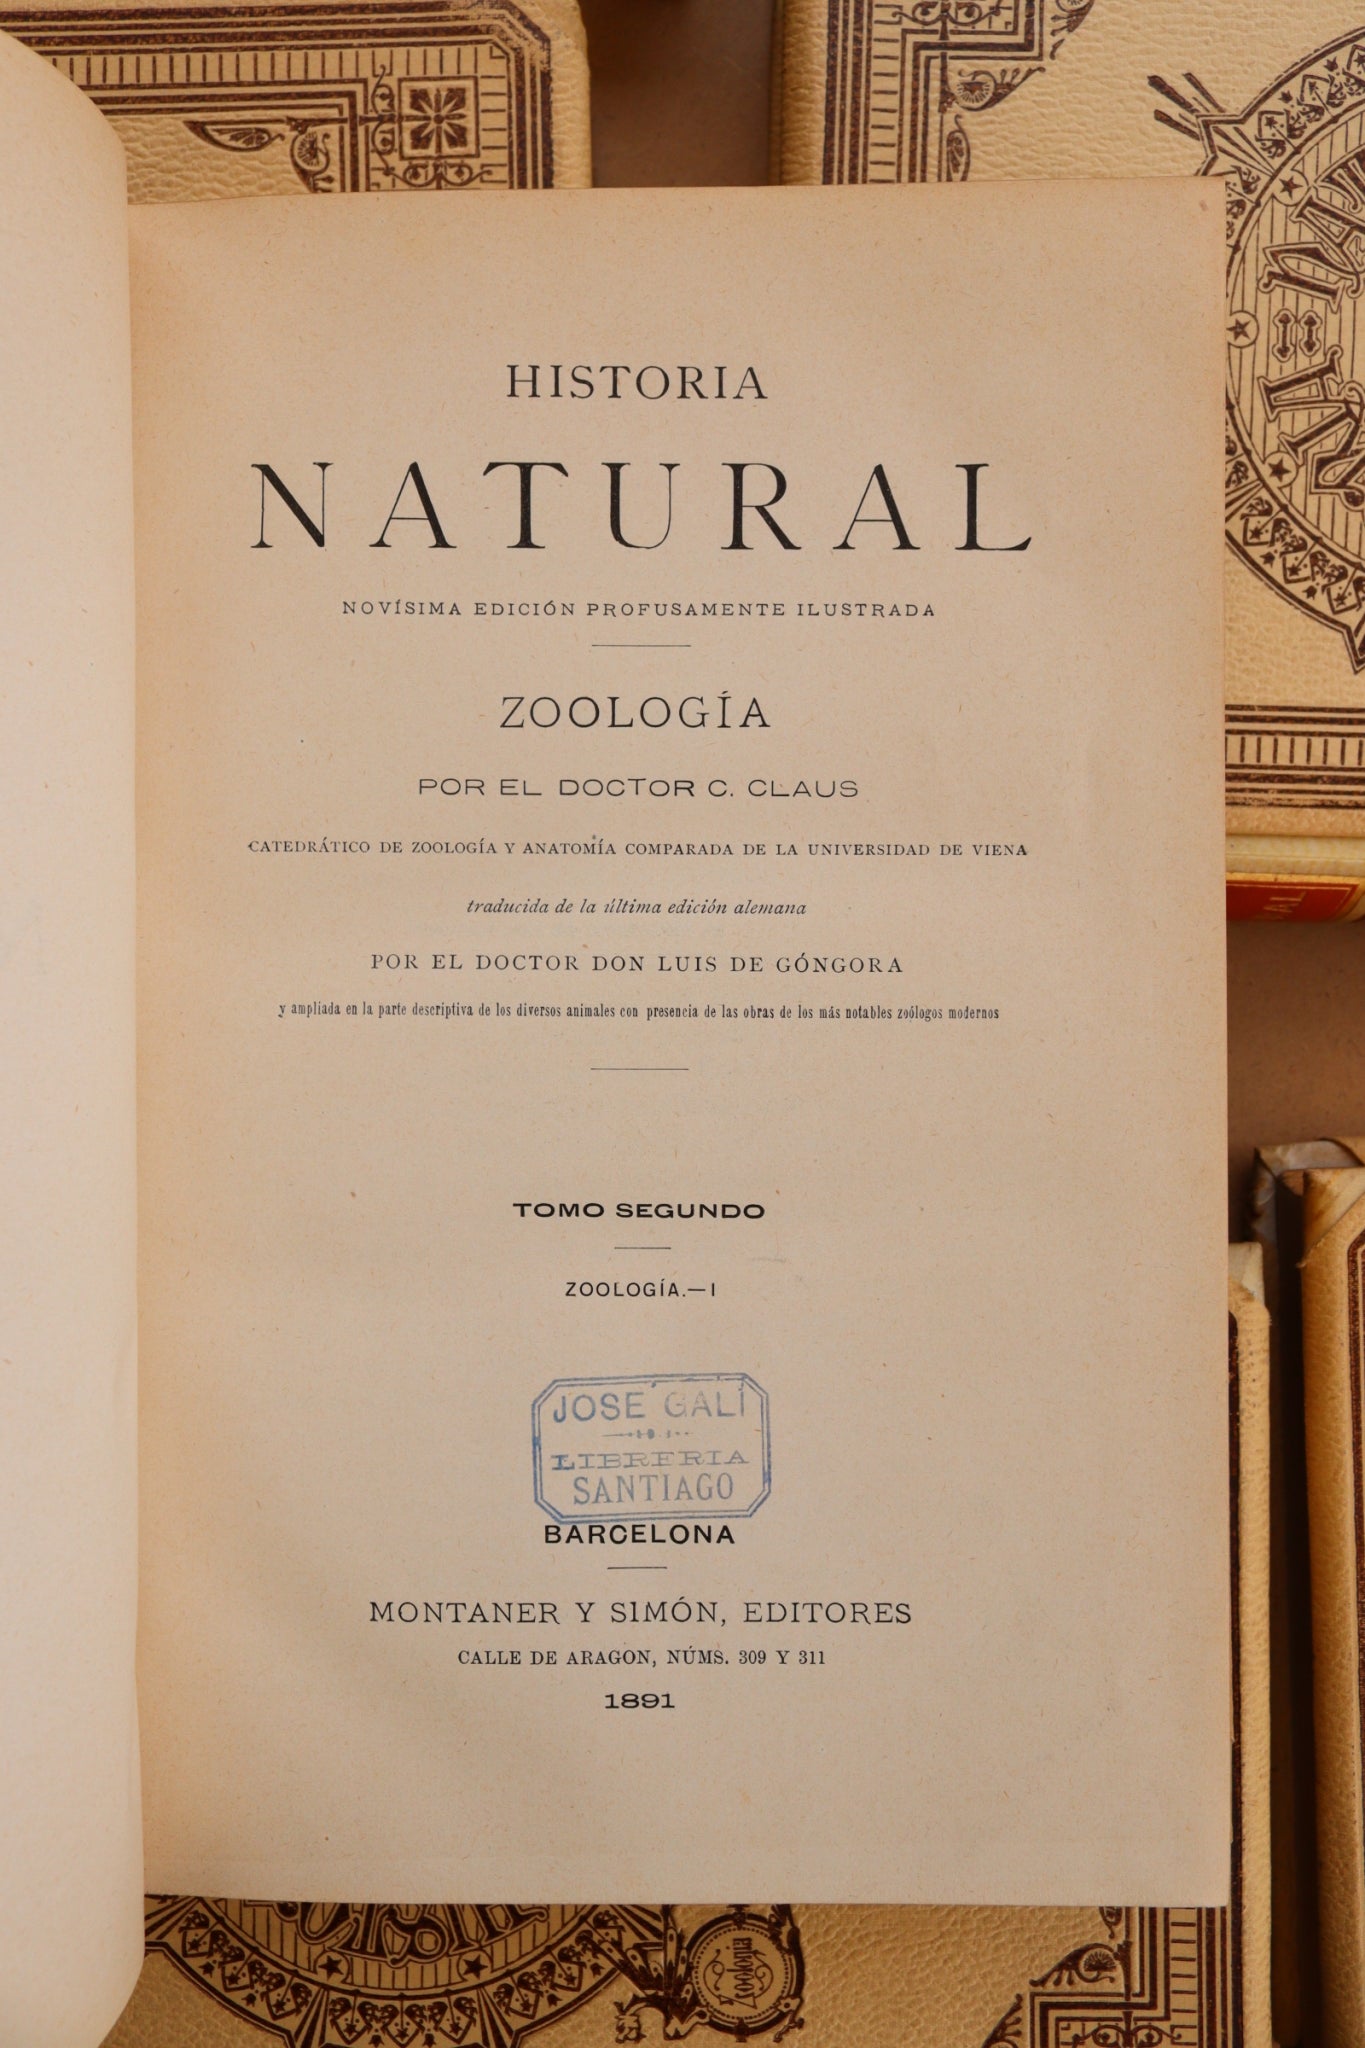 HISTORIA
NATURAL
NOVÍSIMA EDICIÓN PROFUSAMENTE ILUSTRADA
ZOOLOGÍA
POR EL DOCTOR C. CLAUS
CATEDRÁTICO DE ZOOLOGÍA Y ANATOMÍA COMPARADA DE LA UNIVERSIDAD DE VIENA
traducida de la última edición alemana
POR EL DOCTOR DON LUIS DE GÓNGORA
y ampliada en la parte descriptiva de los diversos animales con presencia de las obras de los más notables zoólogos modernos
TOMO SEGUNDO
ZOOLOGÍA.—I
JOSÉ GALÍ
LIBRERIA
SANTIAGO
BARCELONA
MONTANER Y SIMÓN, EDITORES
CALLE DE ARAGON, NÚMS. 309 Y 311
1891